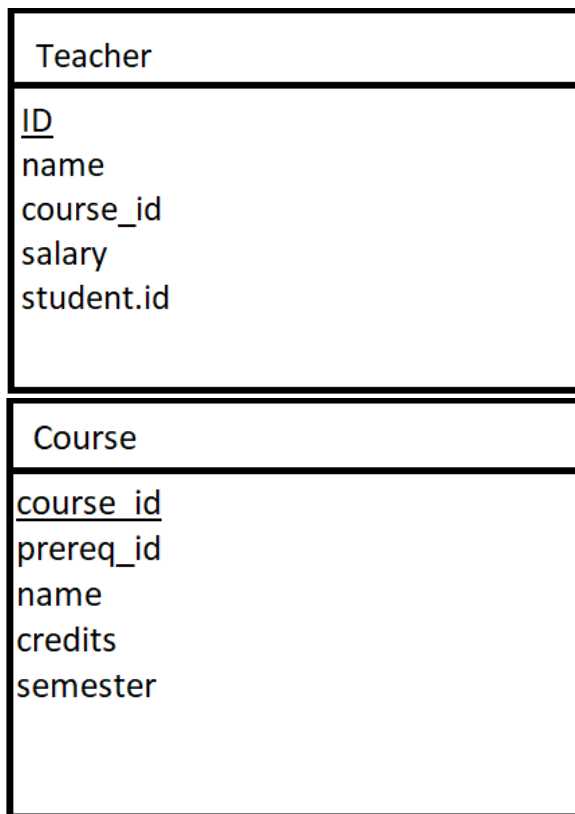 Teacher
ID
name
course_id
salary
student.id
Course
course_id
prereq_id
name
credits
semester